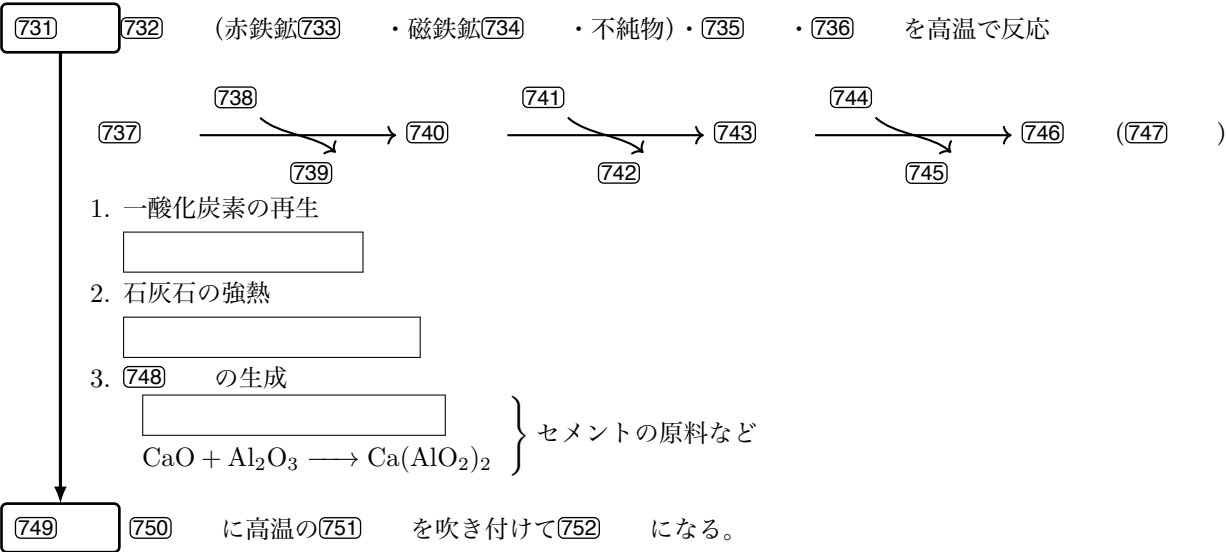 731 732 (赤鉄鉱733 ・磁鉄鉱734 ・不純物)・735 ・736 を高温で反応
738 741 744
737 740 743 746 (747 )
739 742 745
1. 一酸化炭素の再生
2. 石灰石の強熱
3. 748 の生成
CaO + Al₂O₃ ⟶ Ca(AlO₂)₂ セメントの原料など
749 750 に高温の751 を吹き付けて752 になる。